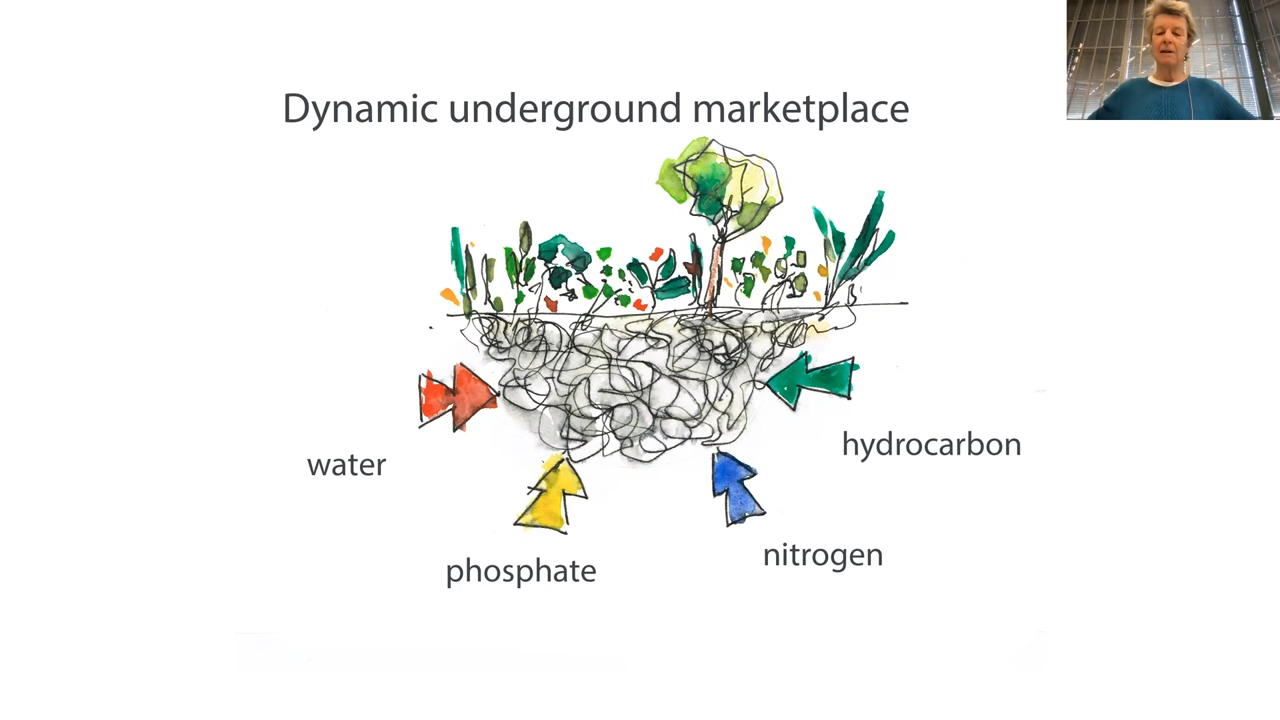 Dynamic underground marketplace
hydrocarbon
water
nitrogen
phosphate